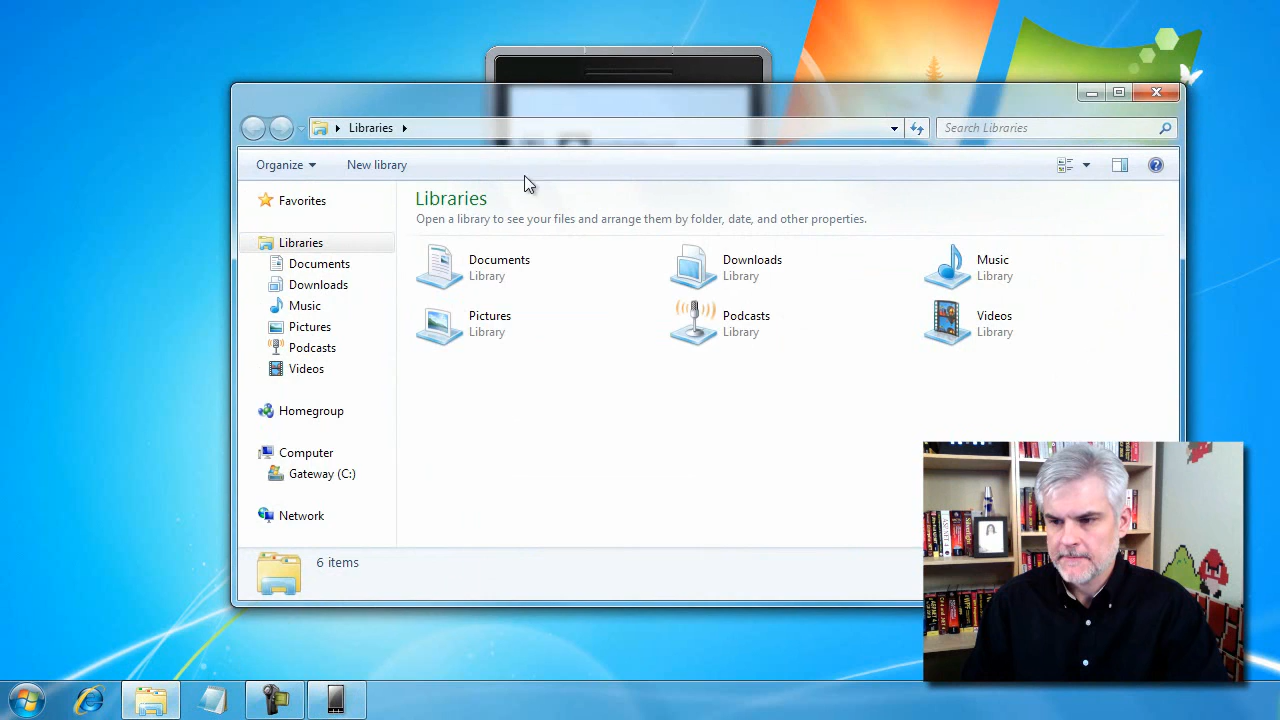 Libraries
Search Libraries
Organize
New library
Favorites
Libraries
Documents
Downloads
Music
Pictures
Podcasts
Videos
Homegroup
Computer
Gateway (C:)
Network
Libraries
Open a library to see your files and arrange them by folder, date, and other properties.
Documents
Library
Downloads
Library
Music
Library
Pictures
Library
Podcasts
Library
Videos
Library
6 items